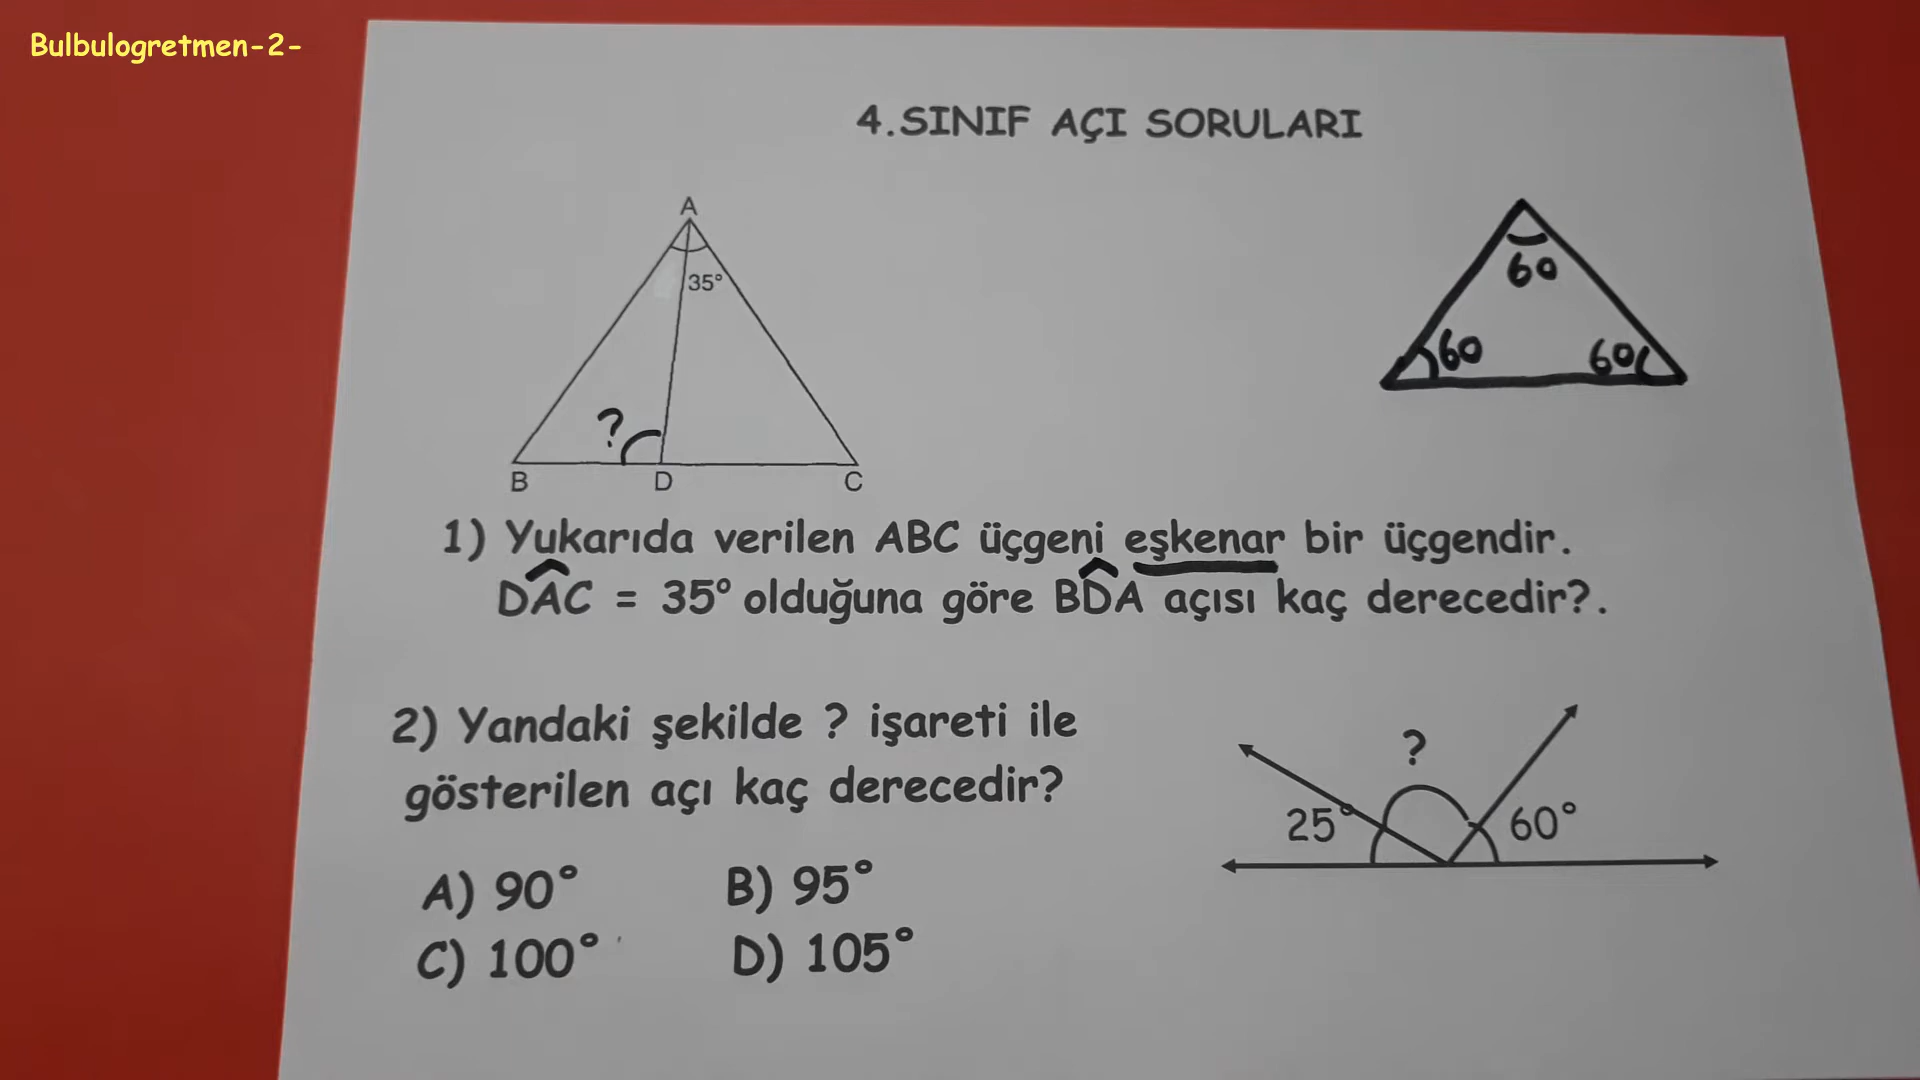 Bulbulogretmen-2-
4.SINIF AÇI SORULARI
A
35°
?
B
D
C
60
60
60
1) Yukarıda verilen ABC üçgeni eşkenar bir üçgendir.
DAC = 35° olduğuna göre BDA açısı kaç derecedir?.
2) Yandaki şekilde ? işareti ile
gösterilen açı kaç derecedir?
?
25°
60°
A) 90°
B) 95°
C) 100°
D) 105°